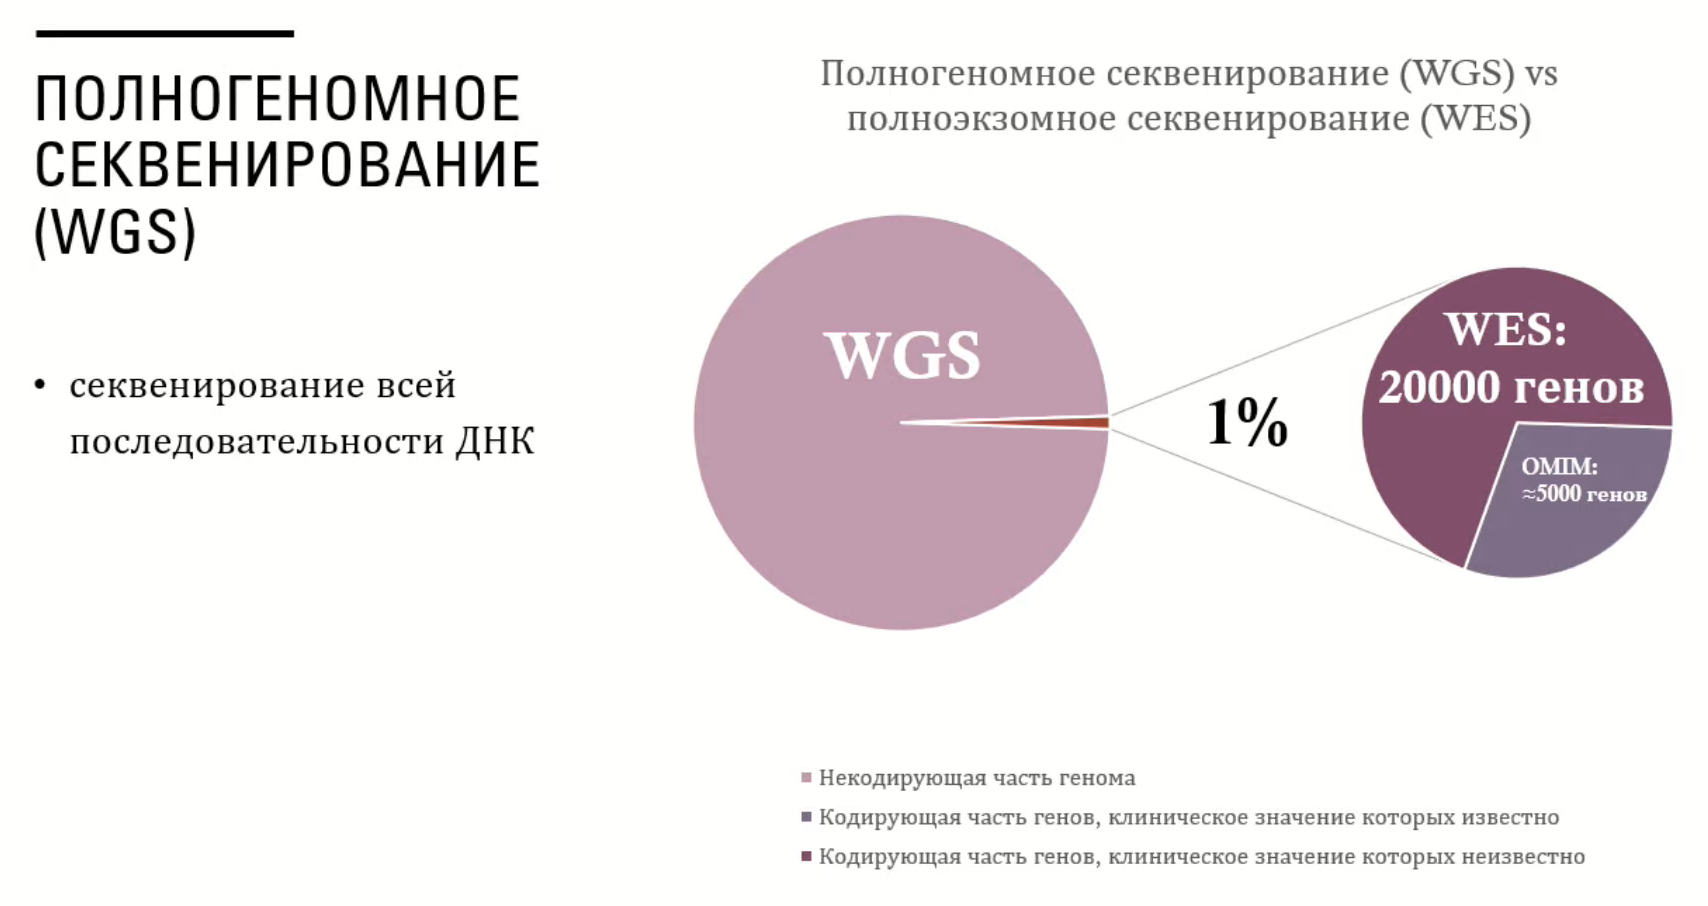 ПОЛНОГЕНОМНОЕ
СЕКВЕНИРОВАНИЕ
(WGS)
• секвенирование всей
последовательности ДНК
Полногеномное секвенирование (WGS) vs
полноэкзомное секвенирование (WES)
WGS
1%
WES:
20000 генов
OMIM:
≈5000 генов
Некодирующая часть генома
Кодирующая часть генов, клиническое значение которых известно
Кодирующая часть генов, клиническое значение которых неизвестно